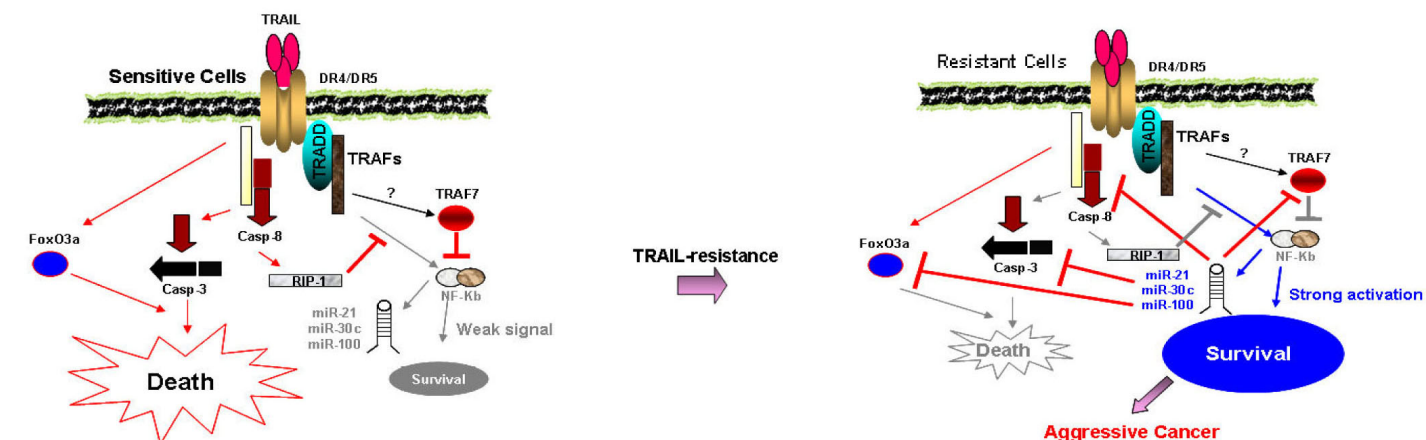 TRAIL
Sensitive Cells
DR4/DR5
TRADD
TRAFs
?
TRAF7
FoxO3a
Casp-8
Casp-3
RIP-1
NF-Kb
miR-21
miR-30c
miR-100
Weak signal
Death
Survival
TRAIL-resistance
TRAIL
Resistant Cells
DR4/DR5
TRADD
TRAFs
?
TRAF7
Casp-8
FoxO3a
Casp-3
RIP-1
NF-Kb
miR-21
miR-30c
miR-100
Strong activation
Death
Survival
Aggressive Cancer